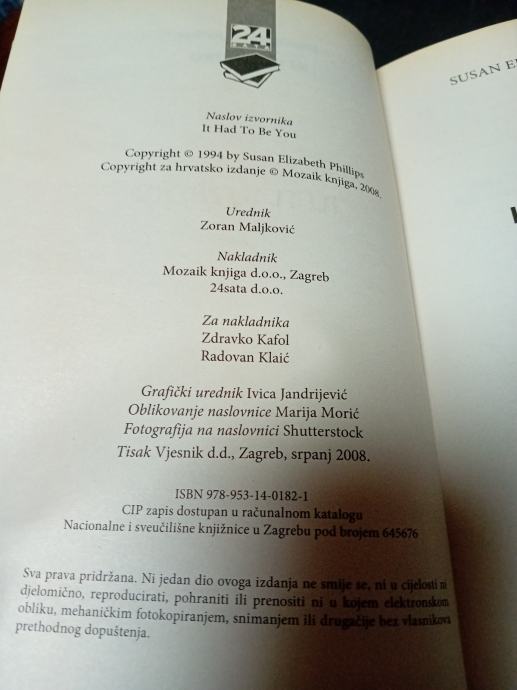 24
SATA
Naslov izvornika
It Had To Be You
Copyright © 1994 by Susan Elizabeth Phillips
Copyright za hrvatsko izdanje © Mozaik knjiga, 2008.
Urednik
Zoran Maljković
Nakladnik
Mozaik knjiga d.o.o., Zagreb
24sata d.o.o.
Za nakladnika
Zdravko Kafol
Radovan Klaić
Grafički urednik Ivica Jandrijević
Oblikovanje naslovnice Marija Morić
Fotografija na naslovnici Shutterstock
Tisak Vjesnik d.d., Zagreb, srpanj 2008.
ISBN 978-953-14-0182-1
CIP zapis dostupan u računalnom katalogu
Nacionalne i sveučilišne knjižnice u Zagrebu pod brojem 645676
Sva prava pridržana. Ni jedan dio ovoga izdanja ne smije se, ni u cijelosti ni
djelomično, reproducirati, pohraniti ili prenositi ni u kojem elektronskom
obliku, mehaničkim fotokopiranjem, snimanjem ili drugačije bez vlasnikova
prethodnog dopuštenja.
SUSAN